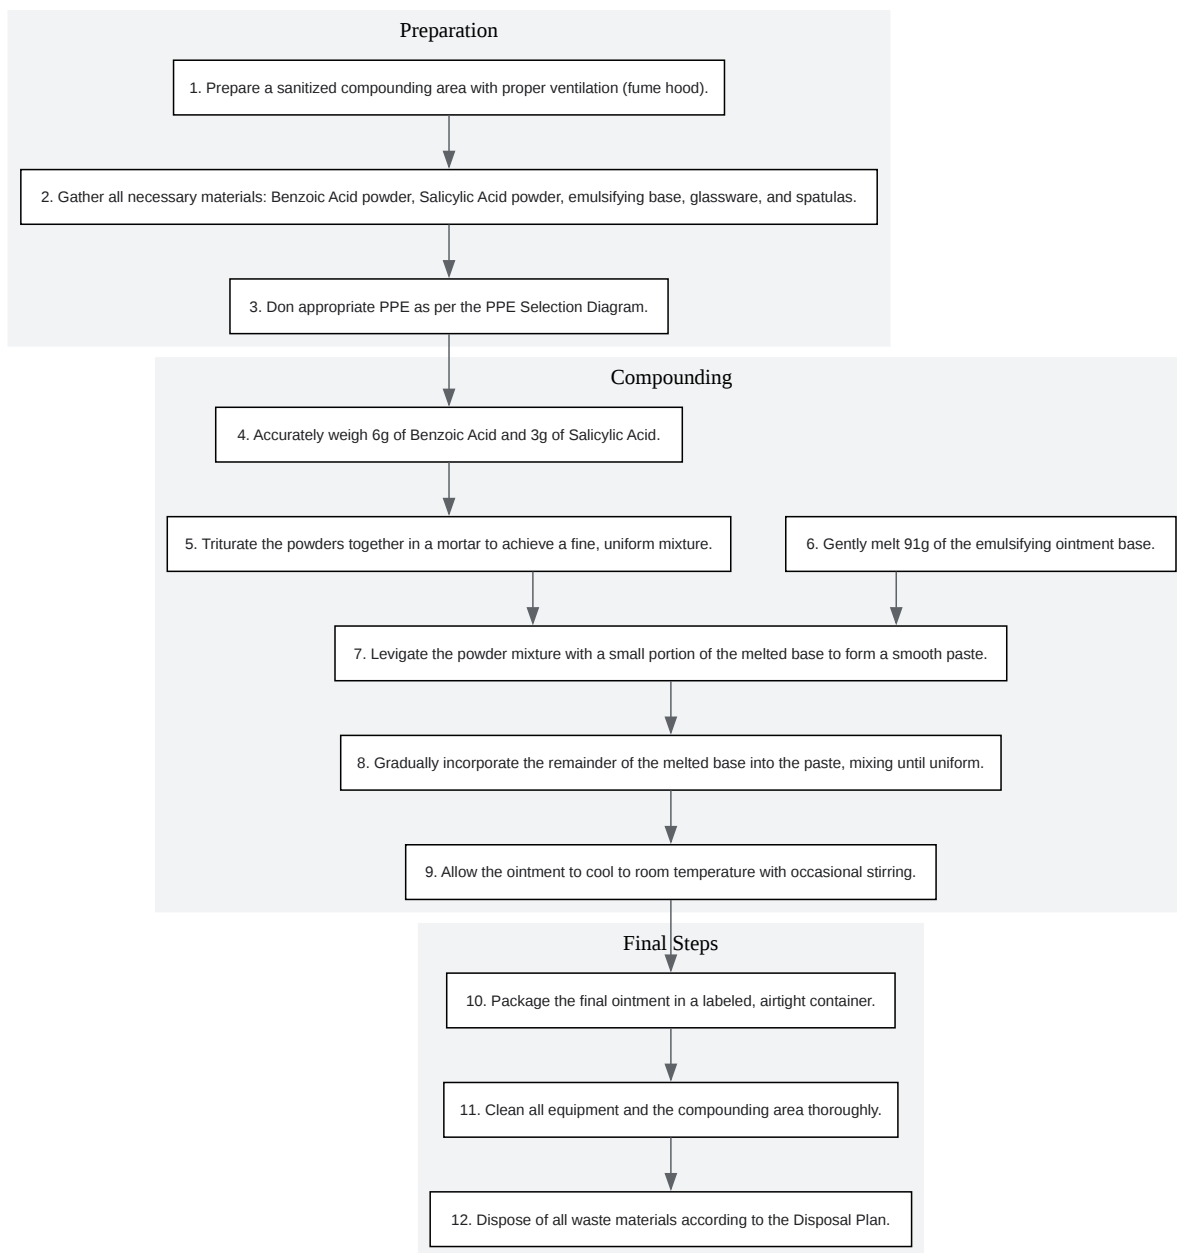 Preparation
1. Prepare a sanitized compounding area with proper ventilation (fume hood).
2. Gather all necessary materials: Benzoic Acid powder, Salicylic Acid powder, emulsifying base, glassware, and spatulas.
3. Don appropriate PPE as per the PPE Selection Diagram.
Compounding
4. Accurately weigh 6g of Benzoic Acid and 3g of Salicylic Acid.
5. Triturate the powders together in a mortar to achieve a fine, uniform mixture.
6. Gently melt 91g of the emulsifying ointment base.
7. Levigate the powder mixture with a small portion of the melted base to form a smooth paste.
8. Gradually incorporate the remainder of the melted base into the paste, mixing until uniform.
9. Allow the ointment to cool to room temperature with occasional stirring.
Final Steps
10. Package the final ointment in a labeled, airtight container.
11. Clean all equipment and the compounding area thoroughly.
12. Dispose of all waste materials according to the Disposal Plan.